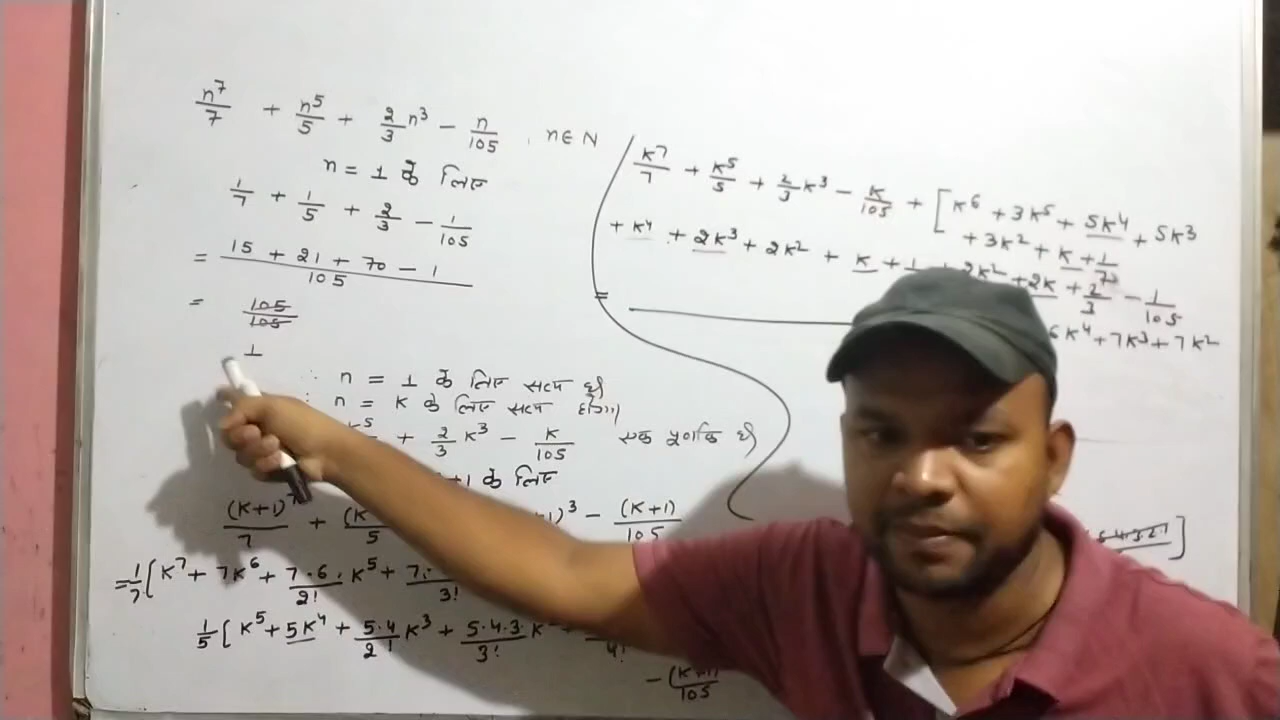 n⁷/7 + n⁵/5 + 2/3 n³ - n/105 , n ∈ N
n = 1 के लिए
1/7 + 1/5 + 2/3 - 1/105
= (15 + 21 + 70 - 1)/105
= 105/105
1
∴ n = 1 के लिए सत्य है
n = K के लिए सत्य होगा
+ 2/3 K³ - K/105 एक पूर्णांक है
+1 के लिए
(K+1)⁷/7 + (K )³ - (K+1)/105
= 1/7 [ K⁷ + 7K⁶ + 7·6/2! K⁵ + 7· /3!
1/5 [ K⁵ + 5K⁴ + 5·4/2! K³ + 5·4·3/3! K 4!
- (K+1)/105
K⁷/7 + K⁵/5 + 2/3 K³ - K/105 + [ K⁶ + 3K⁵ + 5K⁴ + 5K³
+ 3K² + K + 1/7
+ K⁴ + 2K³ + 2K² + K + 2K² + 2K + 2/3 - 1/105
=
6K⁴ + 7K³ + 7K²
]